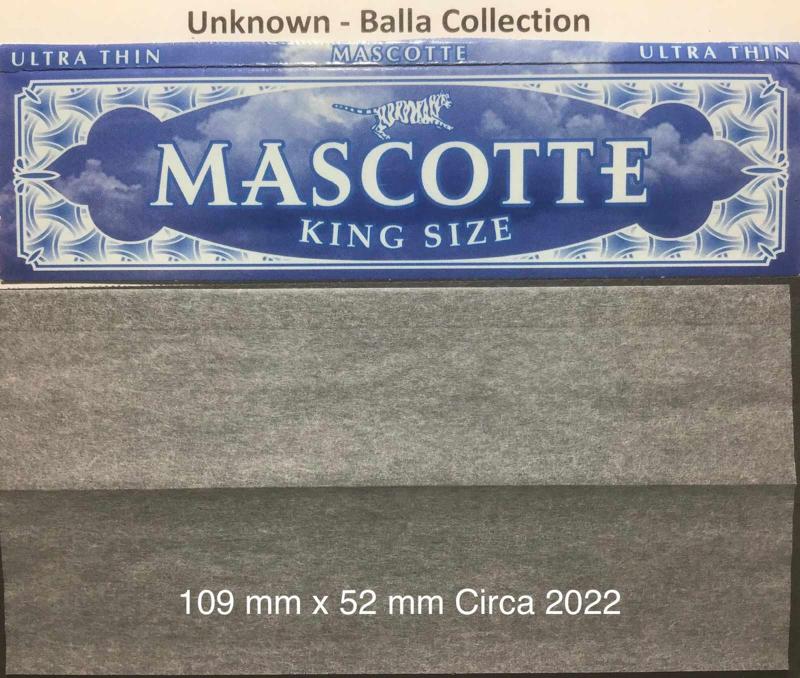 Unknown - Balla Collection
ULTRA THIN MASCOTTE ULTRA THIN
MASCOTTE
KING SIZE
109 mm x 52 mm Circa 2022